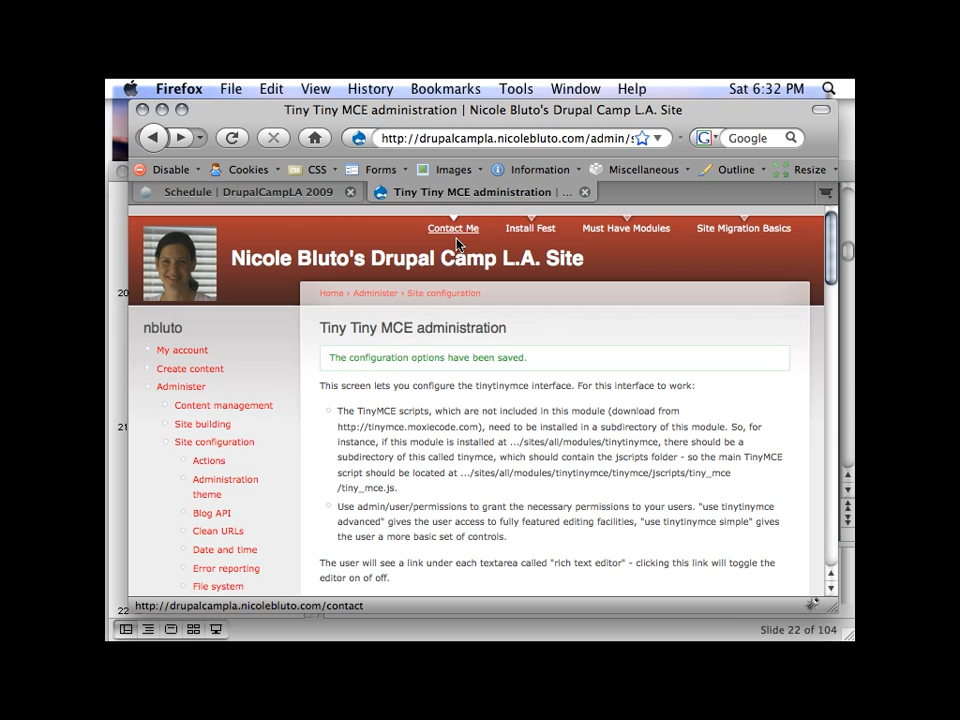 Firefox File Edit View History Bookmarks Tools Window Help Sat 6:32 PM
Tiny Tiny MCE administration | Nicole Bluto's Drupal Camp L.A. Site
http://drupalcampla.nicolebluto.com/admin/s Google
Disable Cookies CSS Forms Images Information Miscellaneous Outline Resize
Schedule | DrupalCampLA 2009 Tiny Tiny MCE administration | ...
Contact Me Install Fest Must Have Modules Site Migration Basics
Nicole Bluto's Drupal Camp L.A. Site
Home › Administer › Site configuration
nbluto
My account
Create content
Administer
Content management
Site building
Site configuration
Actions
Administration
theme
Blog API
Clean URLs
Date and time
Error reporting
File system
Tiny Tiny MCE administration
The configuration options have been saved.
This screen lets you configure the tinytinymce interface. For this interface to work:
The TinyMCE scripts, which are not included in this module (download from
http://tinymce.moxiecode.com), need to be installed in a subdirectory of this module. So, for
instance, if this module is installed at .../sites/all/modules/tinytinymce, there should be a
subdirectory of this called tinymce, which should contain the jscripts folder - so the main TinyMCE
script should be located at .../sites/all/modules/tinytinymce/tinymce/jscripts/tiny_mce
/tiny_mce.js.
Use admin/user/permissions to grant the necessary permissions to your users. "use tinytinymce
advanced" gives the user access to fully featured editing facilities, "use tinytinymce simple" gives
the user a more basic set of controls.
The user will see a link under each textarea called "rich text editor" - clicking this link will toggle the
editor on of off.
20
21
22
http://drupalcampla.nicolebluto.com/contact
Slide 22 of 104